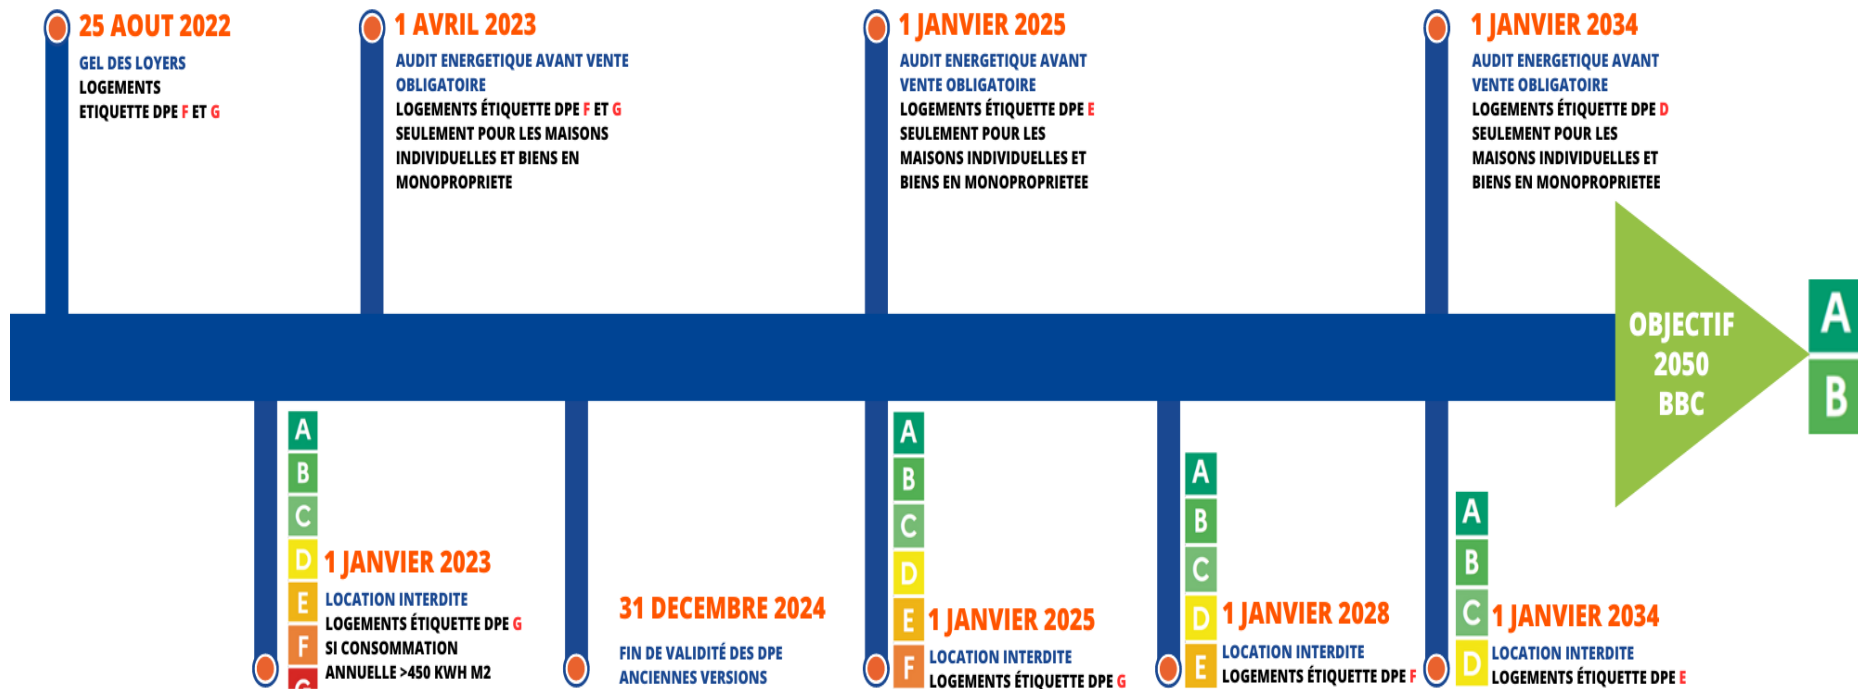 25 AOUT 2022
GEL DES LOYERS
LOGEMENTS
ETIQUETTE DPE F ET G
1 AVRIL 2023
AUDIT ENERGETIQUE AVANT VENTE
OBLIGATOIRE
LOGEMENTS ÉTIQUETTE DPE F ET G
SEULEMENT POUR LES MAISONS
INDIVIDUELLES ET BIENS EN
MONOPROPRIETE
1 JANVIER 2025
AUDIT ENERGETIQUE AVANT
VENTE OBLIGATOIRE
LOGEMENTS ÉTIQUETTE DPE E
SEULEMENT POUR LES
MAISONS INDIVIDUELLES ET
BIENS EN MONOPROPRIETEE
1 JANVIER 2034
AUDIT ENERGETIQUE AVANT
VENTE OBLIGATOIRE
LOGEMENTS ÉTIQUETTE DPE D
SEULEMENT POUR LES
MAISONS INDIVIDUELLES ET
BIENS EN MONOPROPRIETEE
OBJECTIF
2050
BBC
A
B
A
B
C
D
E
F
G
1 JANVIER 2023
LOCATION INTERDITE
LOGEMENTS ÉTIQUETTE DPE G
SI CONSOMMATION
ANNUELLE >450 KWH M2
31 DECEMBRE 2024
FIN DE VALIDITÉ DES DPE
ANCIENNES VERSIONS
A
B
C
D
E
F
1 JANVIER 2025
LOCATION INTERDITE
LOGEMENTS ÉTIQUETTE DPE G
A
B
C
D
E
1 JANVIER 2028
LOCATION INTERDITE
LOGEMENTS ÉTIQUETTE DPE F
A
B
C
D
1 JANVIER 2034
LOCATION INTERDITE
LOGEMENTS ÉTIQUETTE DPE E